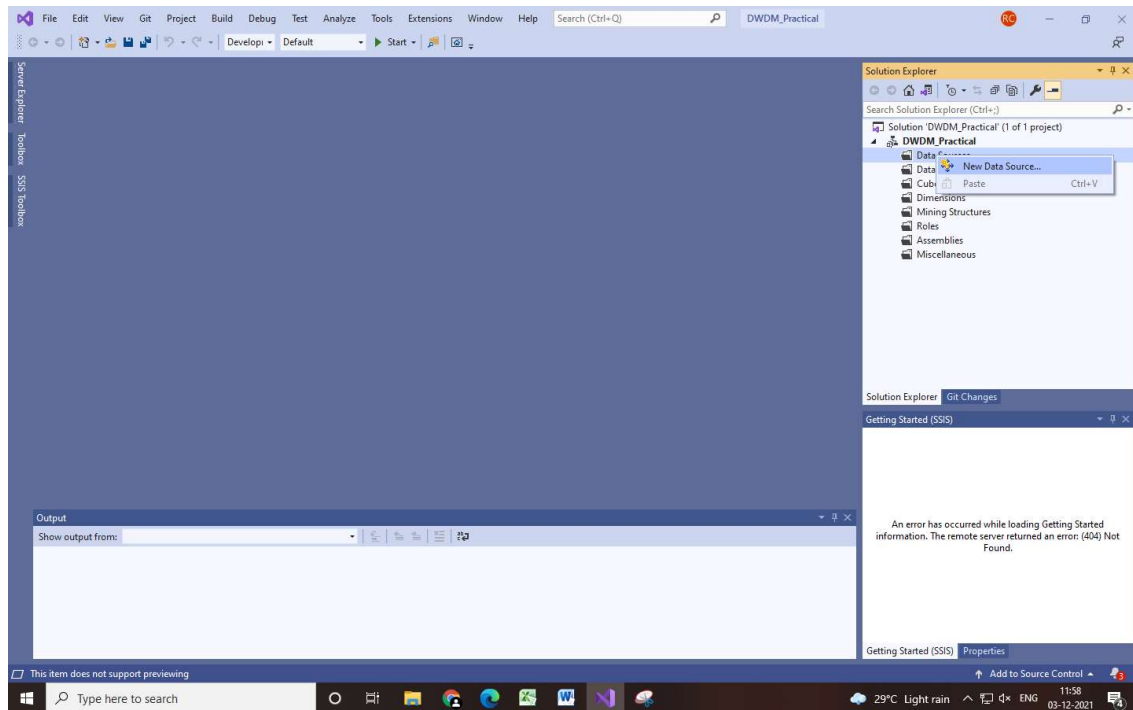 File Edit View Git Project Build Debug Test Analyze Tools Extensions Window Help Search (Ctrl+Q) DWDM_Practical RC
Default Start
Server Explorer
Toolbox
SSIS Toolbox
Solution Explorer
Search Solution Explorer (Ctrl+;)
Solution 'DWDM_Practical' (1 of 1 project)
DWDM_Practical
Data
New Data Source...
Data
Paste Ctrl+V
Dimensions
Mining Structures
Roles
Assemblies
Miscellaneous
Solution Explorer Git Changes
Getting Started (SSIS)
An error has occurred while loading Getting Started
information. The remote server returned an error: (404) Not
Found.
Getting Started (SSIS) Properties
Output
Show output from:
This item does not support previewing
Add to Source Control 3
Type here to search
29°C Light rain ENG 11:58
03-12-2021 4